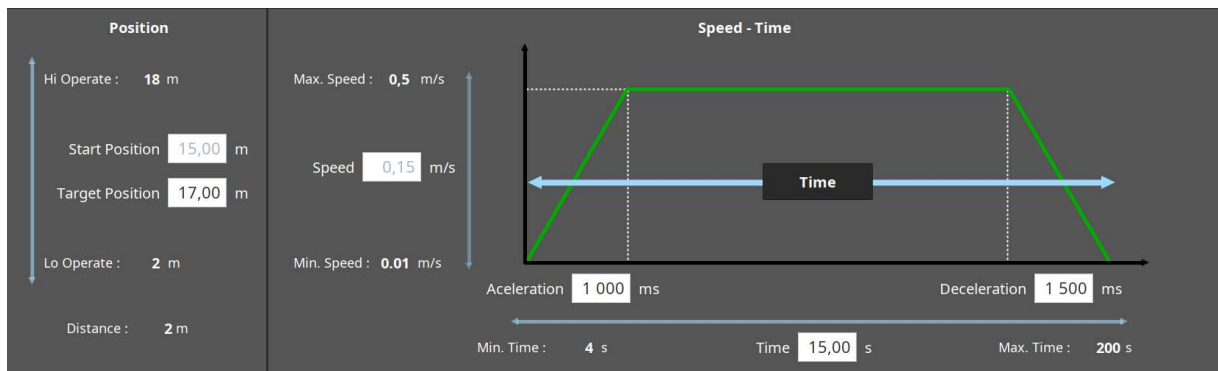 Position
Hi Operate : 18 m
Start Position 15,00 m
Target Position 17,00 m
Lo Operate : 2 m
Distance : 2 m
Speed - Time
Max. Speed : 0,5 m/s
Speed 0,15 m/s
Min. Speed : 0.01 m/s
Time
Aceleration 1 000 ms
Deceleration 1 500 ms
Min. Time : 4 s
Time 15,00 s
Max. Time : 200 s